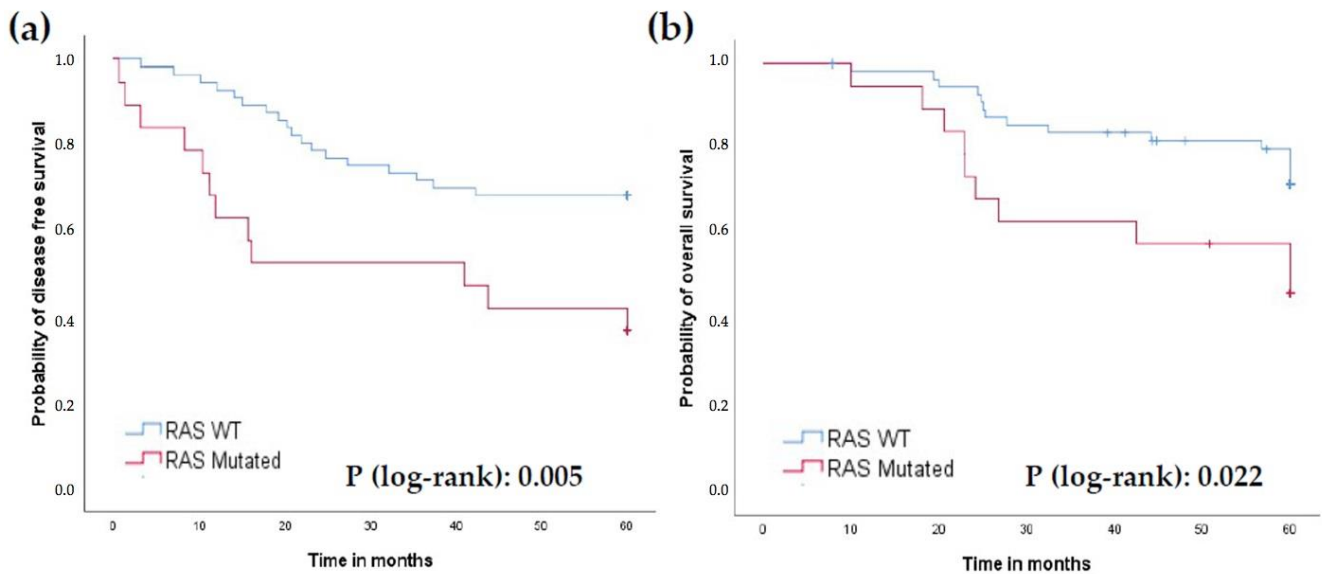 (a)
1.0
0.8
0.6
0.4
0.2
0.0
Probability of disease free survival
RAS WT
RAS Mutated
P (log-rank): 0.005
0 10 20 30 40 50 60
Time in months
(b)
1.0
0.8
0.6
0.4
0.2
0.0
Probability of overall survival
RAS WT
RAS Mutated
P (log-rank): 0.022
0 10 20 30 40 50 60
Time in months